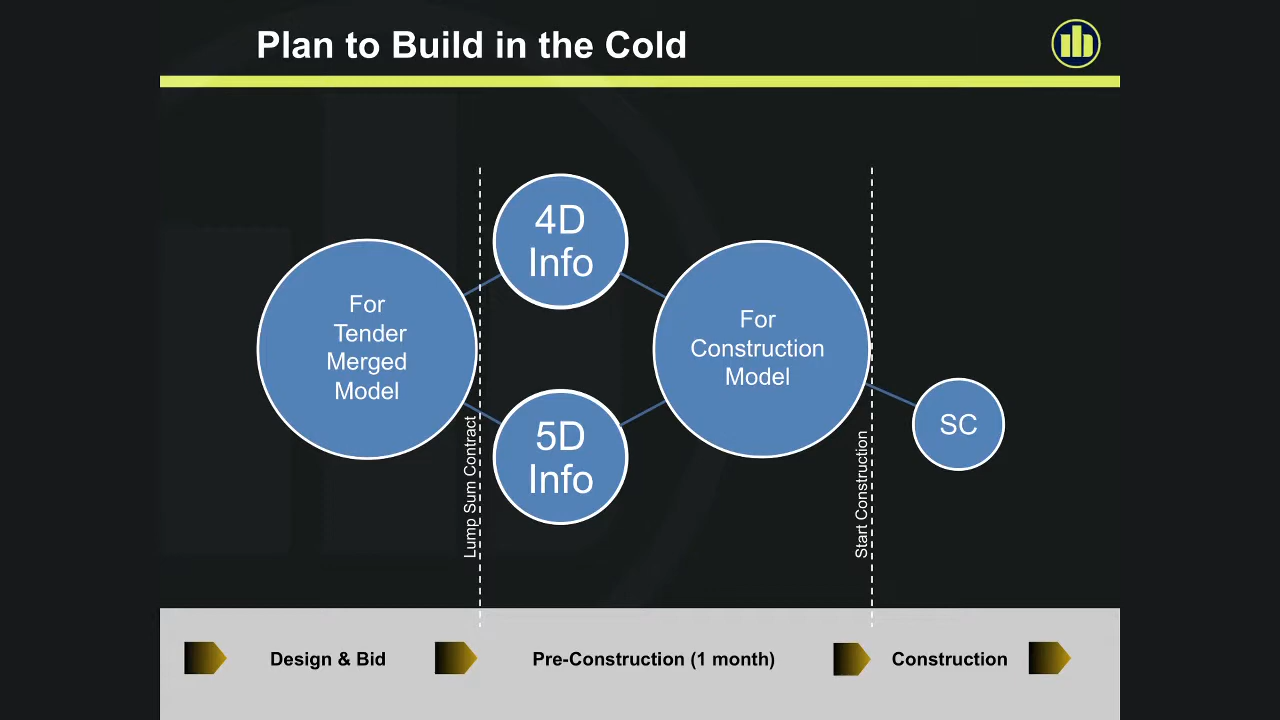 Plan to Build in the Cold
4D
Info
For
Tender
Merged
Model
For
Construction
Model
5D
Info
SC
Lump Sum Contract
Start Construction
Design & Bid
Pre-Construction (1 month)
Construction